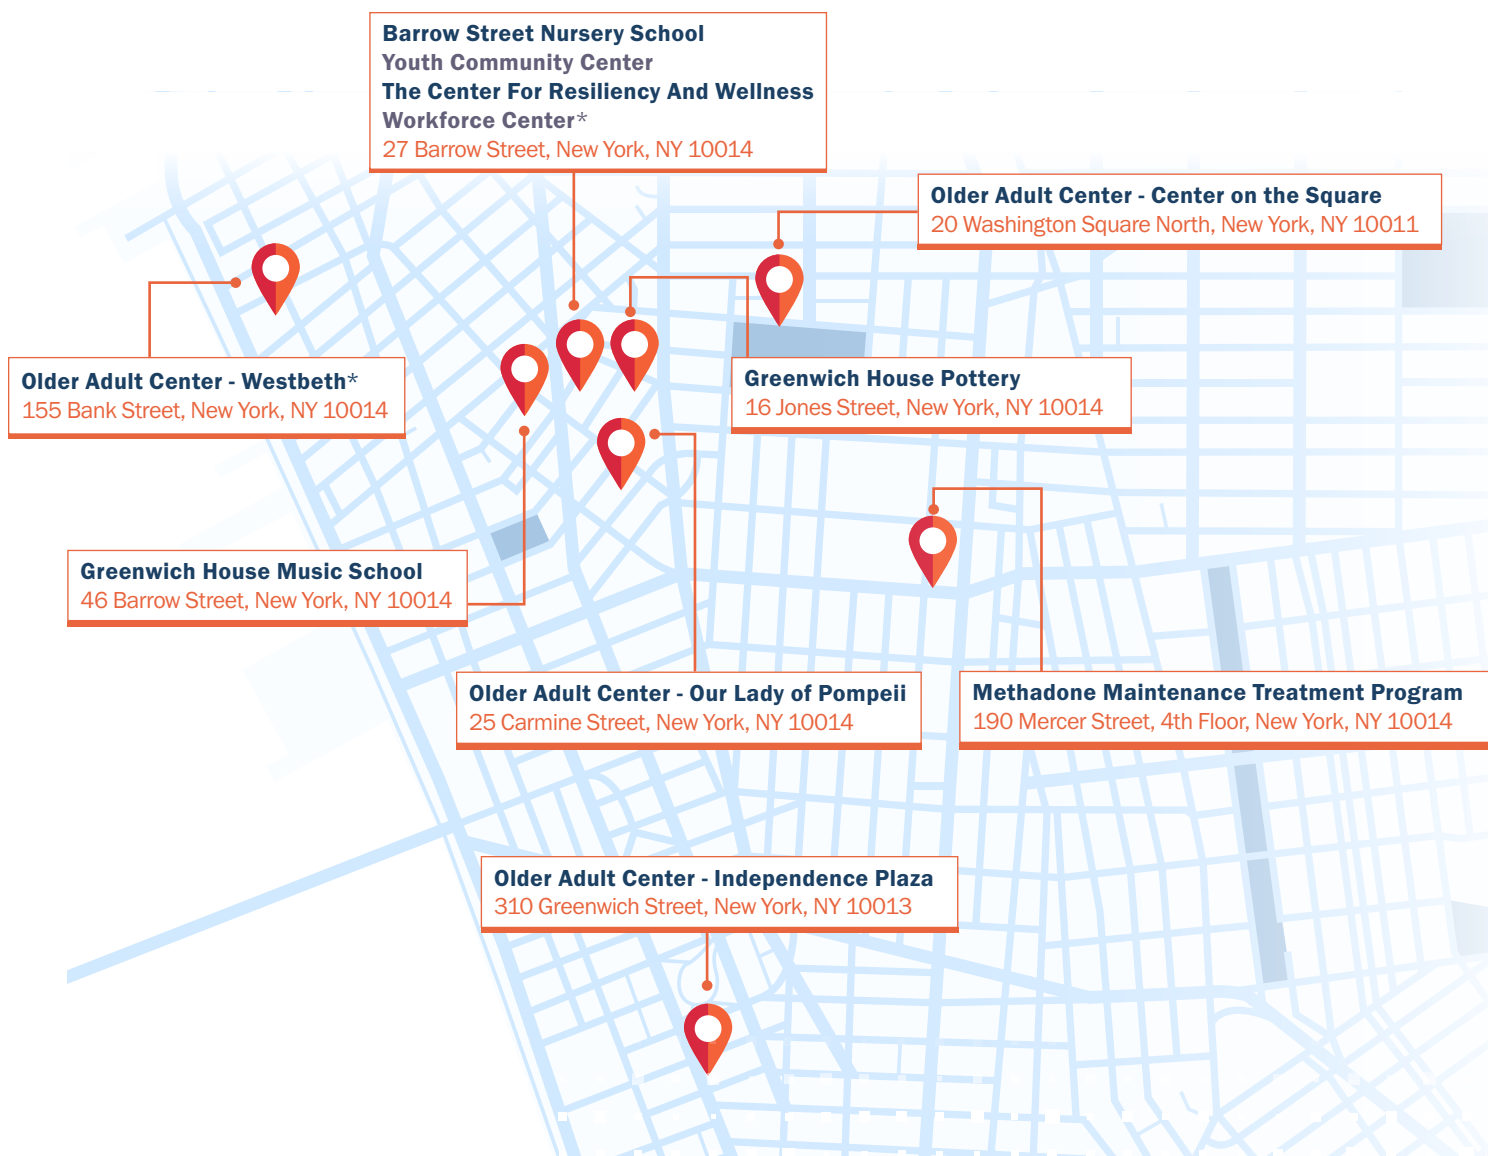 Barrow Street Nursery School
Youth Community Center
The Center For Resiliency And Wellness
Workforce Center*
27 Barrow Street, New York, NY 10014
Older Adult Center - Center on the Square
20 Washington Square North, New York, NY 10011
Older Adult Center - Westbeth*
155 Bank Street, New York, NY 10014
Greenwich House Pottery
16 Jones Street, New York, NY 10014
Greenwich House Music School
46 Barrow Street, New York, NY 10014
Older Adult Center - Our Lady of Pompeii
25 Carmine Street, New York, NY 10014
Methadone Maintenance Treatment Program
190 Mercer Street, 4th Floor, New York, NY 10014
Older Adult Center - Independence Plaza
310 Greenwich Street, New York, NY 10013